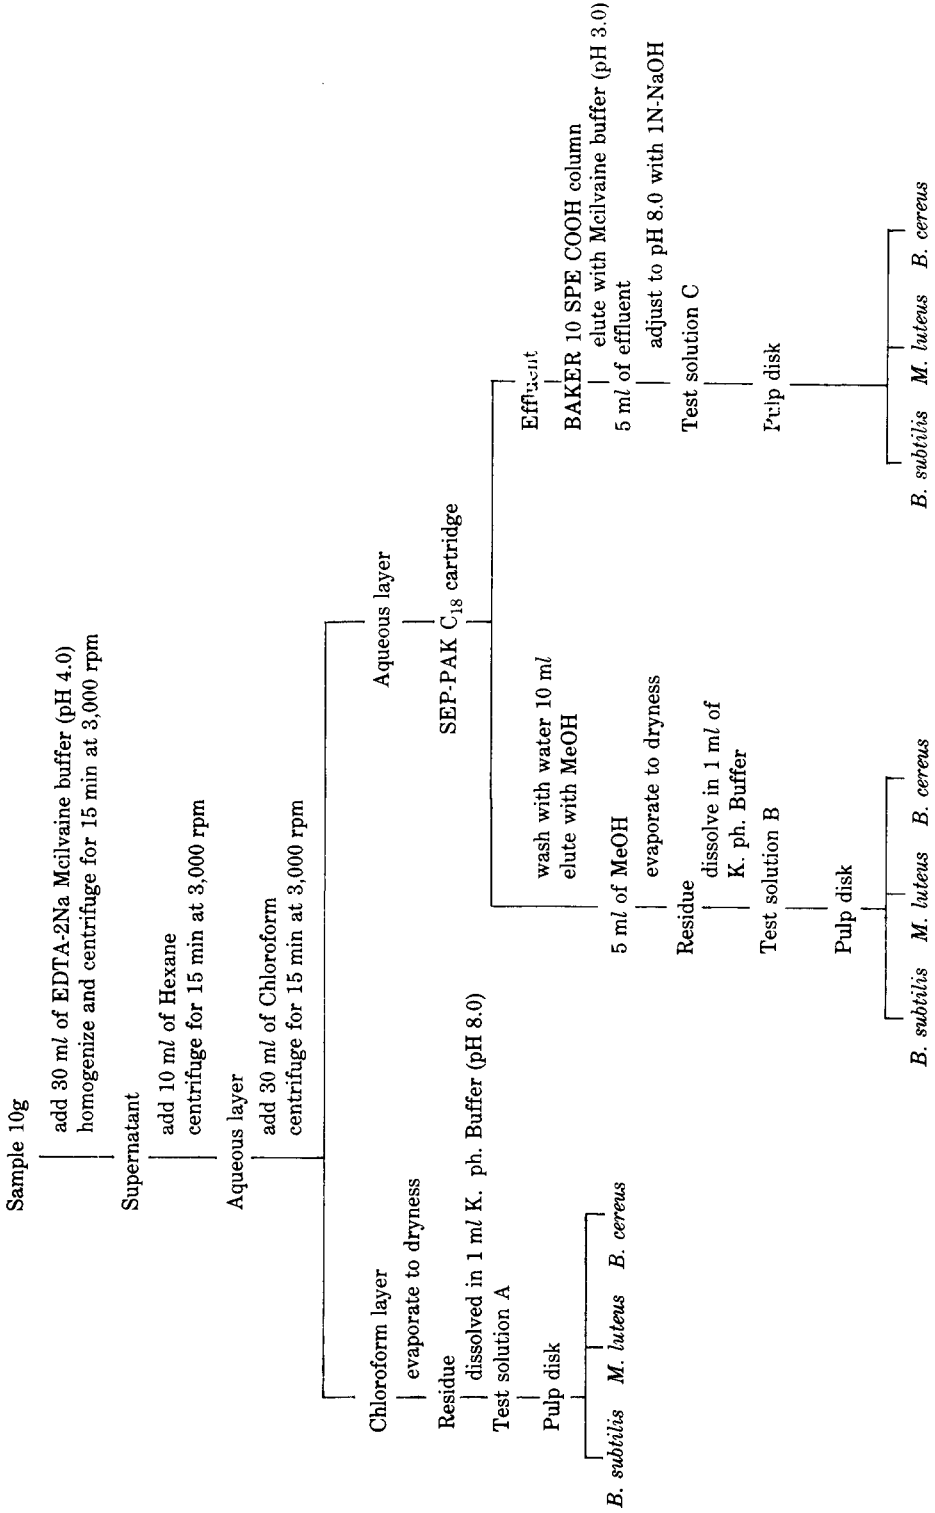 Sample 10g
add 30 ml of EDTA-2Na Mcilvaine buffer (pH 4.0)
homogenize and centrifuge for 15 min at 3,000 rpm
Supernatant
add 10 ml of Hexane
centrifuge for 15 min at 3,000 rpm
Aqueous layer
add 30 ml of Chloroform
centrifuge for 15 min at 3,000 rpm
Chloroform layer
evaporate to dryness
Residue
dissolved in 1 ml K. ph. Buffer (pH 8.0)
Test solution A
Pulp disk
B. subtilis M. luteus B. cereus
Aqueous layer
SEP-PAK C18 cartridge
wash with water 10 ml
elute with MeOH
5 ml of MeOH
evaporate to dryness
Residue
dissolve in 1 ml of
K. ph. Buffer
Test solution B
Pulp disk
B. subtilis M. luteus B. cereus
Effluent
BAKER 10 SPE COOH column
elute with Mcilvaine buffer (pH 3.0)
5 ml of effluent
adjust to pH 8.0 with 1N-NaOH
Test solution C
Pulp disk
B. subtilis M. luteus B. cereus